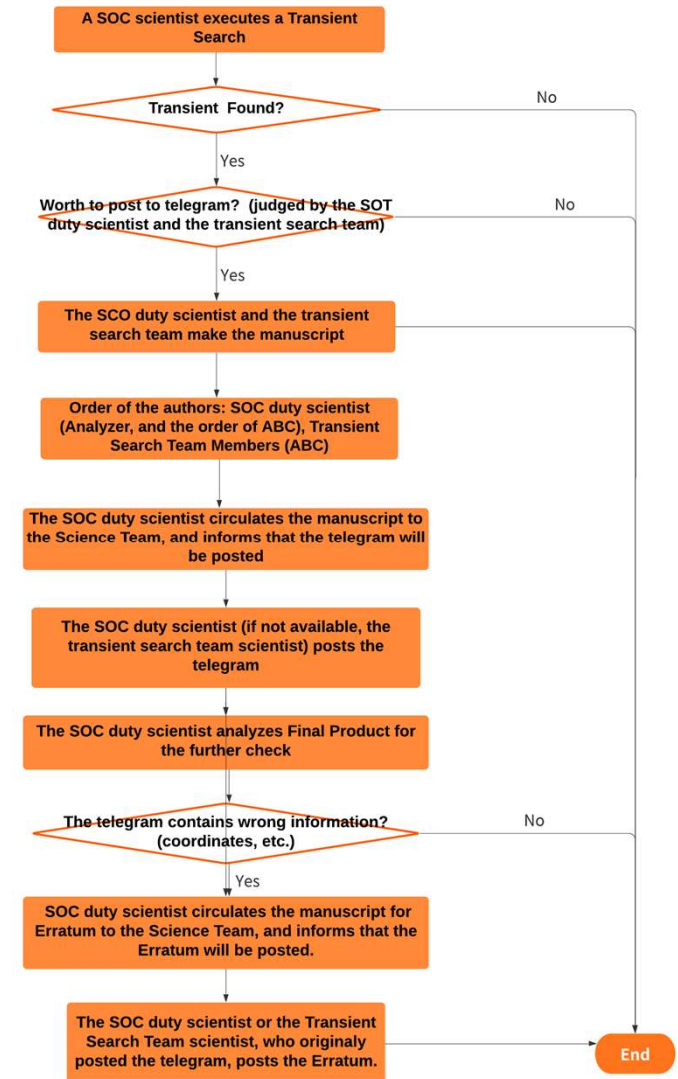 A SOC scientist executes a Transient
Search
Transient Found?
No
Yes
Worth to post to telegram? (judged by the SOT
duty scientist and the transient search team)
No
Yes
The SCO duty scientist and the transient
search team make the manuscript
Order of the authors: SOC duty scientist
(Analyzer, and the order of ABC), Transient
Search Team Members (ABC)
The SOC duty scientist circulates the manuscript to
the Science Team, and informs that the telegram will
be posted
The SOC duty scientist (if not available, the
transient search team scientist) posts the
telegram
The SOC duty scientist analyzes Final Product for
the further check
The telegram contains wrong information?
(coordinates, etc.)
No
Yes
SOC duty scientist circulates the manuscript for
Erratum to the Science Team, and informs that the
Erratum will be posted.
The SOC duty scientist or the Transient
Search Team scientist, who originaly
posted the telegram, posts the Erratum.
End